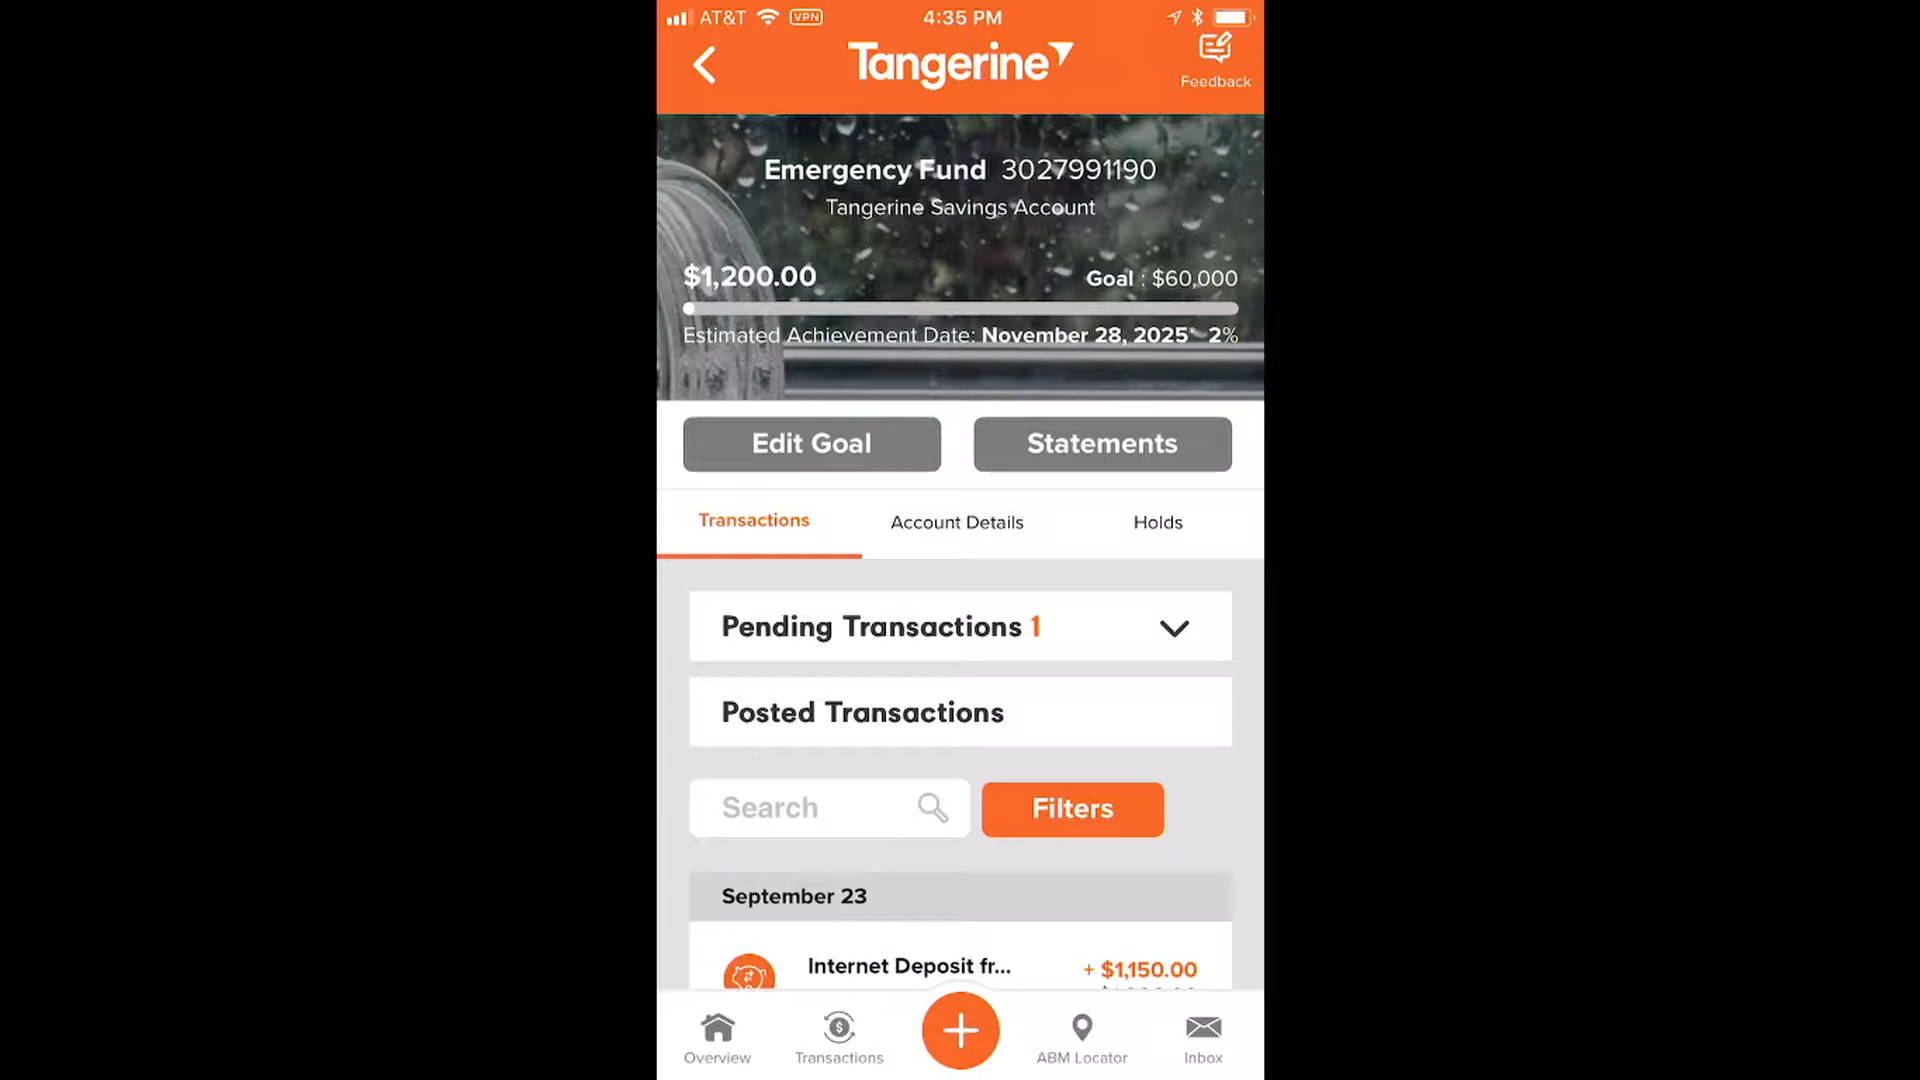 AT&T VPN 4:35 PM
Tangerine
Feedback
Emergency Fund 3027991190
Tangerine Savings Account
$1,200.00 Goal : $60,000
Estimated Achievement Date: November 28, 2025* 2%
Edit Goal Statements
Transactions Account Details Holds
Pending Transactions 1
Posted Transactions
Search Filters
September 23
Internet Deposit fr... + $1,150.00
Overview Transactions ABM Locator Inbox